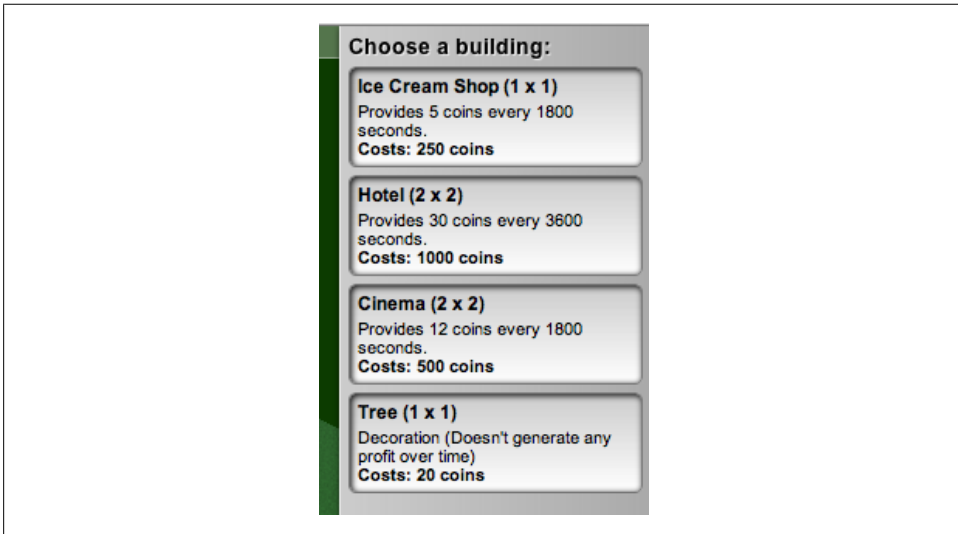 Choose a building:
Ice Cream Shop (1 x 1)
Provides 5 coins every 1800
seconds.
Costs: 250 coins
Hotel (2 x 2)
Provides 30 coins every 3600
seconds.
Costs: 1000 coins
Cinema (2 x 2)
Provides 12 coins every 1800
seconds.
Costs: 500 coins
Tree (1 x 1)
Decoration (Doesn't generate any
profit over time)
Costs: 20 coins